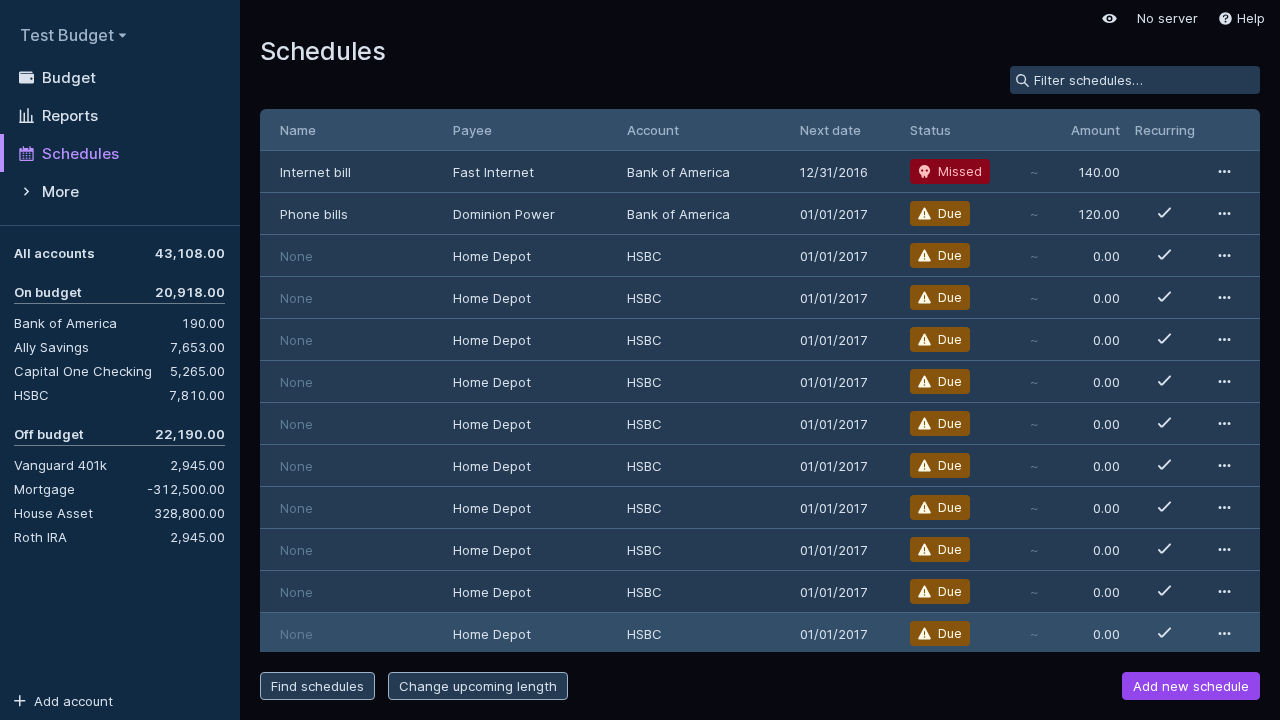 Test Budget
Budget
Reports
Schedules
More
All accounts 43,108.00
On budget 20,918.00
Bank of America 190.00
Ally Savings 7,653.00
Capital One Checking 5,265.00
HSBC 7,810.00
Off budget 22,190.00
Vanguard 401k 2,945.00
Mortgage -312,500.00
House Asset 328,800.00
Roth IRA 2,945.00
Add account
No server Help
Schedules
Filter schedules…
Name Payee Account Next date Status Amount Recurring
Internet bill Fast Internet Bank of America 12/31/2016 Missed ~ 140.00
Phone bills Dominion Power Bank of America 01/01/2017 Due ~ 120.00
None Home Depot HSBC 01/01/2017 Due ~ 0.00
None Home Depot HSBC 01/01/2017 Due ~ 0.00
None Home Depot HSBC 01/01/2017 Due ~ 0.00
None Home Depot HSBC 01/01/2017 Due ~ 0.00
None Home Depot HSBC 01/01/2017 Due ~ 0.00
None Home Depot HSBC 01/01/2017 Due ~ 0.00
None Home Depot HSBC 01/01/2017 Due ~ 0.00
None Home Depot HSBC 01/01/2017 Due ~ 0.00
None Home Depot HSBC 01/01/2017 Due ~ 0.00
None Home Depot HSBC 01/01/2017 Due ~ 0.00
Find schedules Change upcoming length Add new schedule